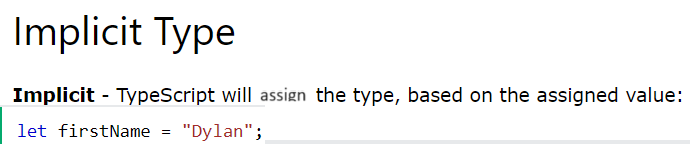 Implicit Type
Implicit - TypeScript will assign the type, based on the assigned value:
let firstName = "Dylan";